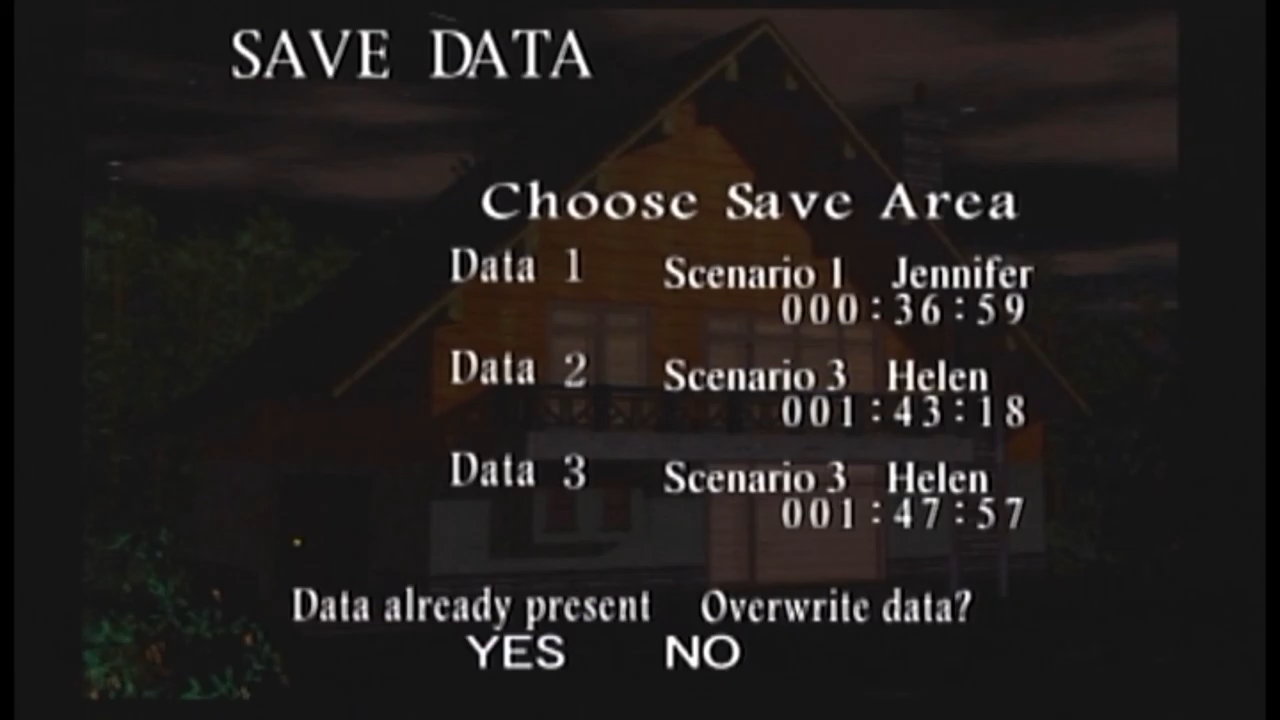 SAVE DATA
Choose Save Area
Data 1 Scenario 1 Jennifer
000:36:59
Data 2 Scenario 3 Helen
001:43:18
Data 3 Scenario 3 Helen
001:47:57
Data already present Overwrite data?
YES NO